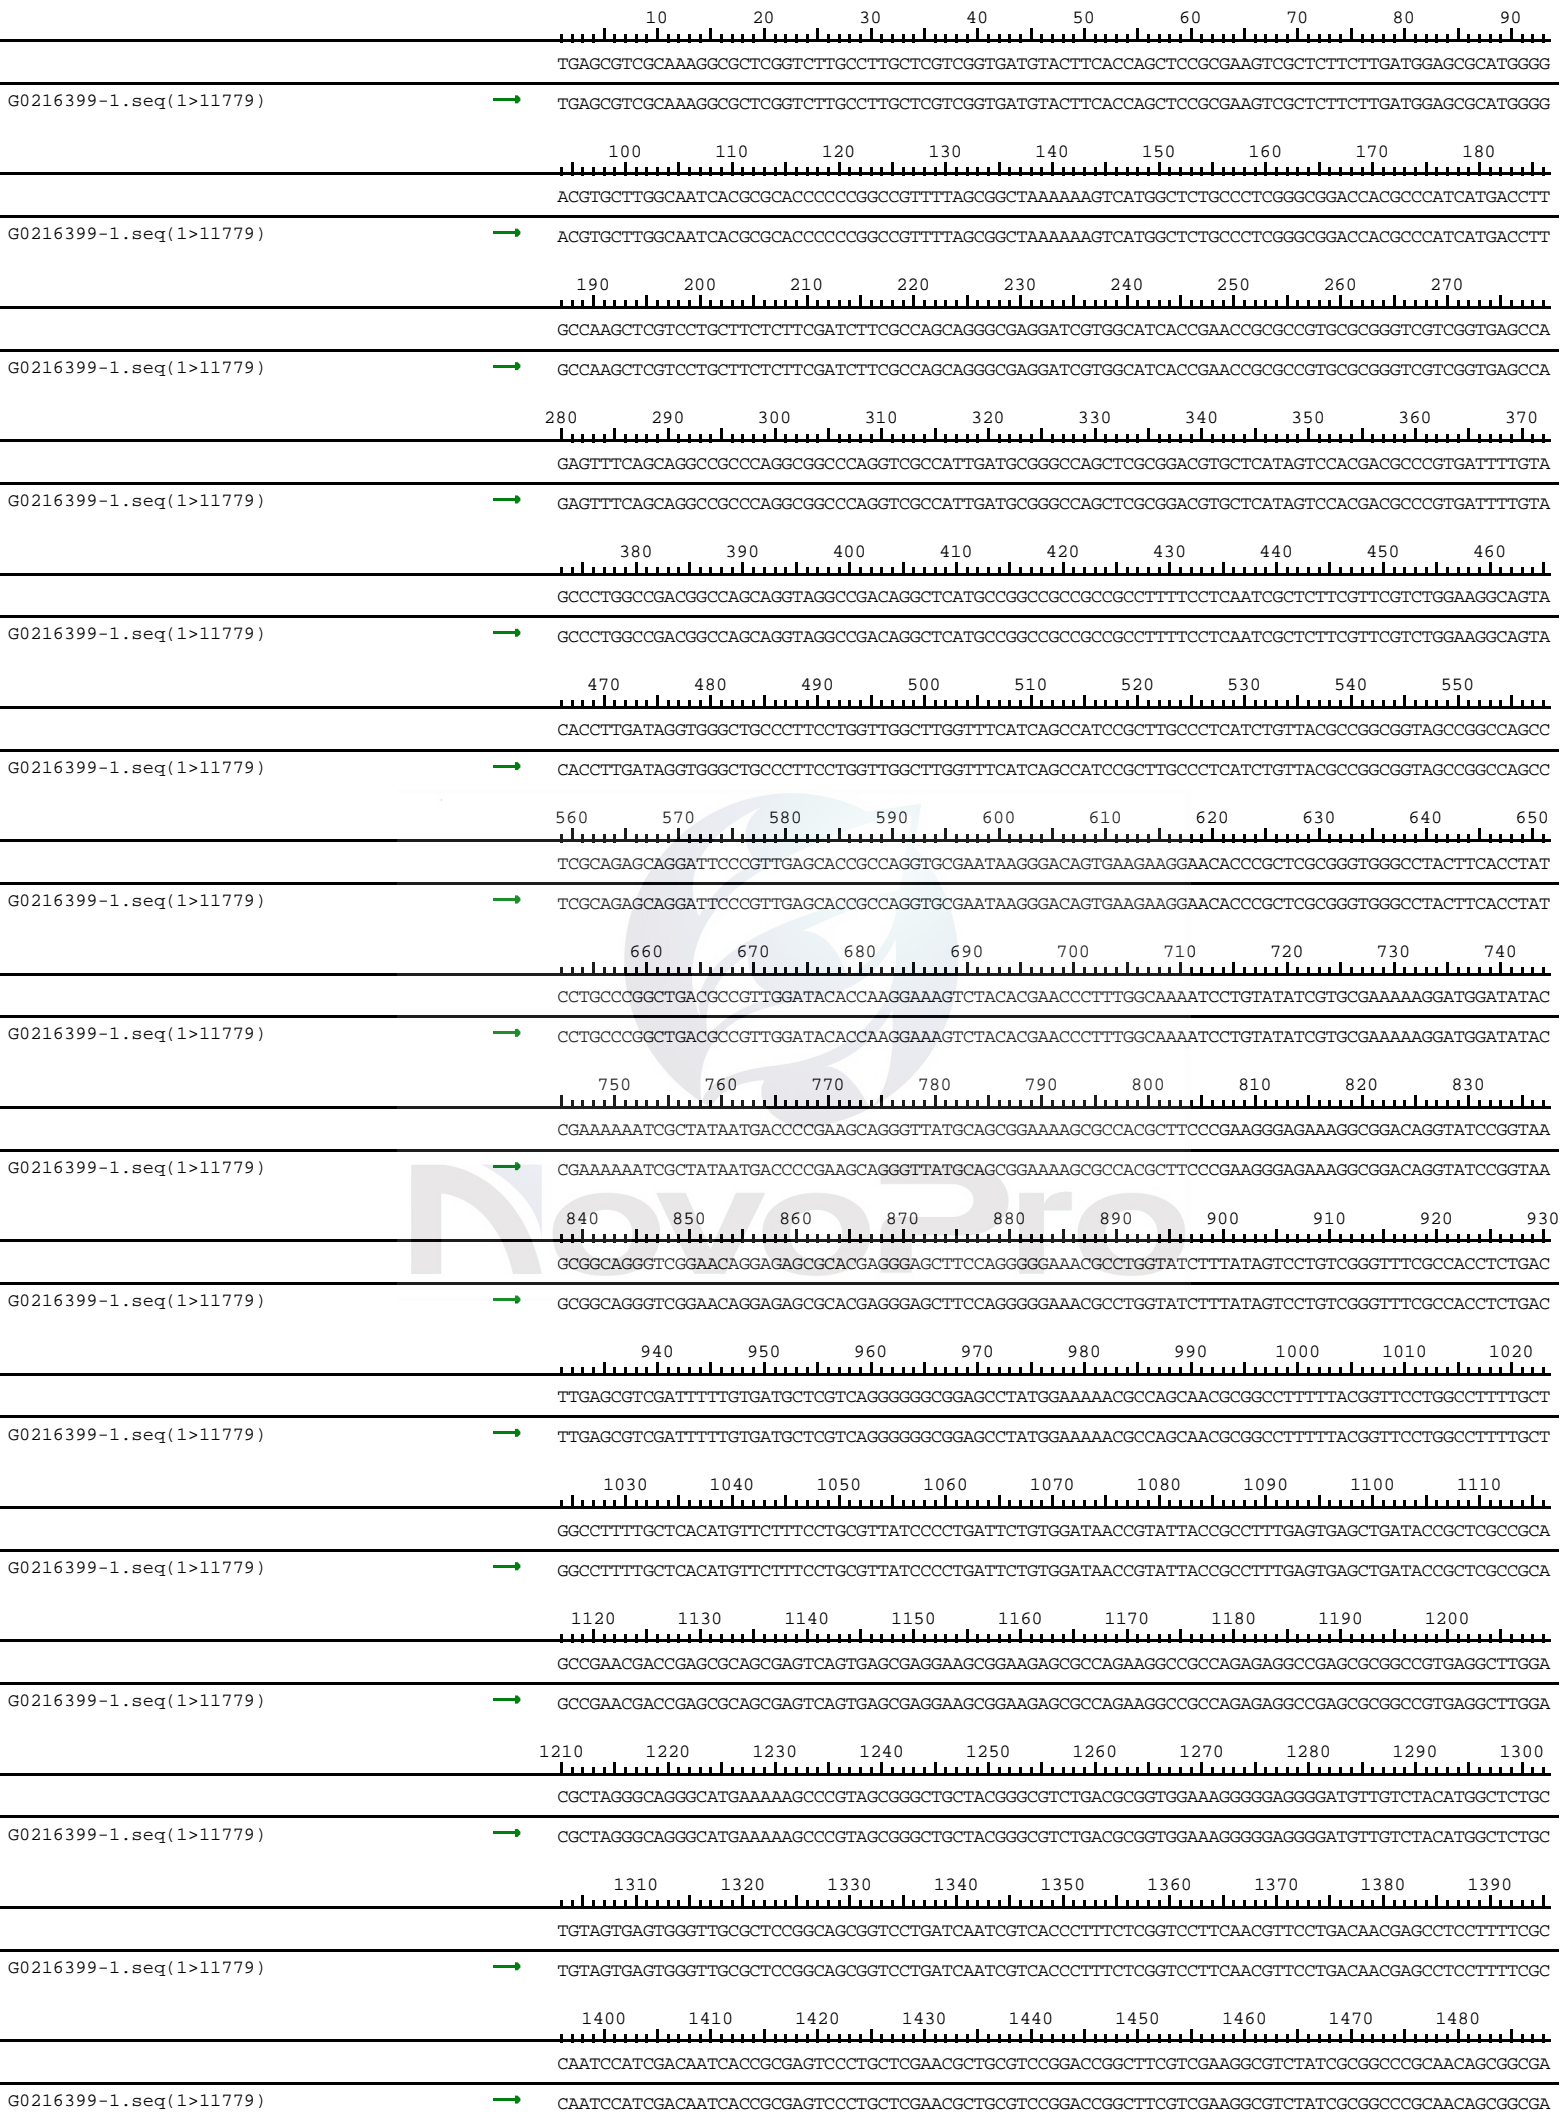 10 20 30 40 50 60 70 80 90
TGAGCGTCGCAAAGGCGCTCGGTCTTGCCTTGCTCGTCGGTGATGTACTTCACCAGCTCCGCGAAGTCGCTCTTCTTGATGGAGCGCATGGGG
G0216399-1.seq(1>11779) TGAGCGTCGCAAAGGCGCTCGGTCTTGCCTTGCTCGTCGGTGATGTACTTCACCAGCTCCGCGAAGTCGCTCTTCTTGATGGAGCGCATGGGG
100 110 120 130 140 150 160 170 180
ACGTGCTTGGCAATCACGCGCACCCCCCGGCCGTTTTAGCGGCTAAAAAAGTCATGGCTCTGCCCTCGGGCGGACCACGCCCATCATGACCTT
G0216399-1.seq(1>11779) ACGTGCTTGGCAATCACGCGCACCCCCCGGCCGTTTTAGCGGCTAAAAAAGTCATGGCTCTGCCCTCGGGCGGACCACGCCCATCATGACCTT
190 200 210 220 230 240 250 260 270
GCCAAGCTCGTCCTGCTTCTCTTCGATCTTCGCCAGCAGGGCGAGGATCGTGGCATCACCGAACCGCGCCGTGCGCGGGTCGTCGGTGAGCCA
G0216399-1.seq(1>11779) GCCAAGCTCGTCCTGCTTCTCTTCGATCTTCGCCAGCAGGGCGAGGATCGTGGCATCACCGAACCGCGCCGTGCGCGGGTCGTCGGTGAGCCA
280 290 300 310 320 330 340 350 360 370
GAGTTTCAGCAGGCCGCCCAGGCGGCCCAGGTCGCCATTGATGCGGGCCAGCTCGCGGACGTGCTCATAGTCCACGACGCCCGTGATTTTGTA
G0216399-1.seq(1>11779) GAGTTTCAGCAGGCCGCCCAGGCGGCCCAGGTCGCCATTGATGCGGGCCAGCTCGCGGACGTGCTCATAGTCCACGACGCCCGTGATTTTGTA
380 390 400 410 420 430 440 450 460
GCCCTGGCCGACGGCCAGCAGGTAGGCCGACAGGCTCATGCCGGCCGCCGCCGCCTTTTCCTCAATCGCTCTTCGTTCGTCTGGAAGGCAGTA
G0216399-1.seq(1>11779) GCCCTGGCCGACGGCCAGCAGGTAGGCCGACAGGCTCATGCCGGCCGCCGCCGCCTTTTCCTCAATCGCTCTTCGTTCGTCTGGAAGGCAGTA
470 480 490 500 510 520 530 540 550
CACCTTGATAGGTGGGCTGCCCTTCCTGGTTGGCTTGGTTTCATCAGCCATCCGCTTGCCCTCATCTGTTACGCCGGCGGTAGCCGGCCAGCC
G0216399-1.seq(1>11779) CACCTTGATAGGTGGGCTGCCCTTCCTGGTTGGCTTGGTTTCATCAGCCATCCGCTTGCCCTCATCTGTTACGCCGGCGGTAGCCGGCCAGCC
560 570 580 590 600 610 620 630 640 650
TCGCAGAGCAGGATTCCCGTTGAGCACCGCCAGGTGCGAATAAGGGACAGTGAAGAAGGAACACCCGCTCGCGGGTGGGCCTACTTCACCTAT
G0216399-1.seq(1>11779) TCGCAGAGCAGGATTCCCGTTGAGCACCGCCAGGTGCGAATAAGGGACAGTGAAGAAGGAACACCCGCTCGCGGGTGGGCCTACTTCACCTAT
660 670 680 690 700 710 720 730 740
CCTGCCCGGCTGACGCCGTTGGATACACCAAGGAAAGTCTACACGAACCCTTTGGCAAAATCCTGTATATCGTGCGAAAAAGGATGGATATAC
G0216399-1.seq(1>11779) CCTGCCCGGCTGACGCCGTTGGATACACCAAGGAAAGTCTACACGAACCCTTTGGCAAAATCCTGTATATCGTGCGAAAAAGGATGGATATAC
750 760 770 780 790 800 810 820 830
CGAAAAAATCGCTATAATGACCCCGAAGCAGGGTTATGCAGCGGAAAAGCGCCACGCTTCCCGAAGGGAGAAAGGCGGACAGGTATCCGGTAA
G0216399-1.seq(1>11779) CGAAAAAATCGCTATAATGACCCCGAAGCAGGGTTATGCAGCGGAAAAGCGCCACGCTTCCCGAAGGGAGAAAGGCGGACAGGTATCCGGTAA
NovoPro
840 850 860 870 880 890 900 910 920 930
GCGGCAGGGTCGGAACAGGAGAGCGCACGAGGGAGCTTCCAGGGGGAAACGCCTGGTATCTTTATAGTCCTGTCGGGTTTCGCCACCTCTGAC
G0216399-1.seq(1>11779) GCGGCAGGGTCGGAACAGGAGAGCGCACGAGGGAGCTTCCAGGGGGAAACGCCTGGTATCTTTATAGTCCTGTCGGGTTTCGCCACCTCTGAC
940 950 960 970 980 990 1000 1010 1020
TTGAGCGTCGATTTTTGTGATGCTCGTCAGGGGGGCGGAGCCTATGGAAAAACGCCAGCAACGCGGCCTTTTTACGGTTCCTGGCCTTTTGCT
G0216399-1.seq(1>11779) TTGAGCGTCGATTTTTGTGATGCTCGTCAGGGGGGCGGAGCCTATGGAAAAACGCCAGCAACGCGGCCTTTTTACGGTTCCTGGCCTTTTGCT
1030 1040 1050 1060 1070 1080 1090 1100 1110
GGCCTTTTGCTCACATGTTCTTTCCTGCGTTATCCCCTGATTCTGTGGATAACCGTATTACCGCCTTTGAGTGAGCTGATACCGCTCGCCGCA
G0216399-1.seq(1>11779) GGCCTTTTGCTCACATGTTCTTTCCTGCGTTATCCCCTGATTCTGTGGATAACCGTATTACCGCCTTTGAGTGAGCTGATACCGCTCGCCGCA
1120 1130 1140 1150 1160 1170 1180 1190 1200
GCCGAACGACCGAGCGCAGCGAGTCAGTGAGCGAGGAAGCGGAAGAGCGCCAGAAGGCCGCCAGAGAGGCCGAGCGCGGCCGTGAGGCTTGGA
G0216399-1.seq(1>11779) GCCGAACGACCGAGCGCAGCGAGTCAGTGAGCGAGGAAGCGGAAGAGCGCCAGAAGGCCGCCAGAGAGGCCGAGCGCGGCCGTGAGGCTTGGA
1210 1220 1230 1240 1250 1260 1270 1280 1290 1300
CGCTAGGGCAGGGCATGAAAAAGCCCGTAGCGGGCTGCTACGGGCGTCTGACGCGGTGGAAAGGGGGAGGGGATGTTGTCTACATGGCTCTGC
G0216399-1.seq(1>11779) CGCTAGGGCAGGGCATGAAAAAGCCCGTAGCGGGCTGCTACGGGCGTCTGACGCGGTGGAAAGGGGGAGGGGATGTTGTCTACATGGCTCTGC
1310 1320 1330 1340 1350 1360 1370 1380 1390
TGTAGTGAGTGGGTTGCGCTCCGGCAGCGGTCCTGATCAATCGTCACCCTTTCTCGGTCCTTCAACGTTCCTGACAACGAGCCTCCTTTTCGC
G0216399-1.seq(1>11779) TGTAGTGAGTGGGTTGCGCTCCGGCAGCGGTCCTGATCAATCGTCACCCTTTCTCGGTCCTTCAACGTTCCTGACAACGAGCCTCCTTTTCGC
1400 1410 1420 1430 1440 1450 1460 1470 1480
CAATCCATCGACAATCACCGCGAGTCCCTGCTCGAACGCTGCGTCCGGACCGGCTTCGTCGAAGGCGTCTATCGCGGCCCGCAACAGCGGCGA
G0216399-1.seq(1>11779) CAATCCATCGACAATCACCGCGAGTCCCTGCTCGAACGCTGCGTCCGGACCGGCTTCGTCGAAGGCGTCTATCGCGGCCCGCAACAGCGGCGA